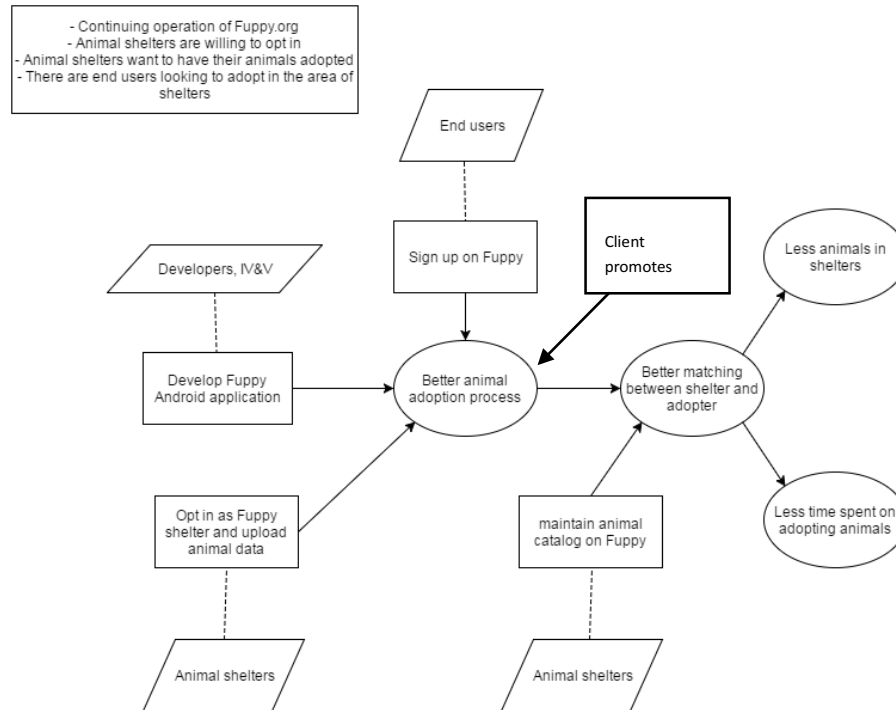 - Continuing operation of Fuppy.org
- Animal shelters are willing to opt in
- Animal shelters want to have their animals adopted
- There are end users looking to adopt in the area of
shelters
End users
Client
promotes
Less animals in
shelters
Sign up on Fuppy
Developers, IV&V
Develop Fuppy
Android application
Better animal
adoption process
Better matching
between shelter and
adopter
Opt in as Fuppy
shelter and upload
animal data
maintain animal
catalog on Fuppy
Less time spent on
adopting animals
Animal shelters
Animal shelters